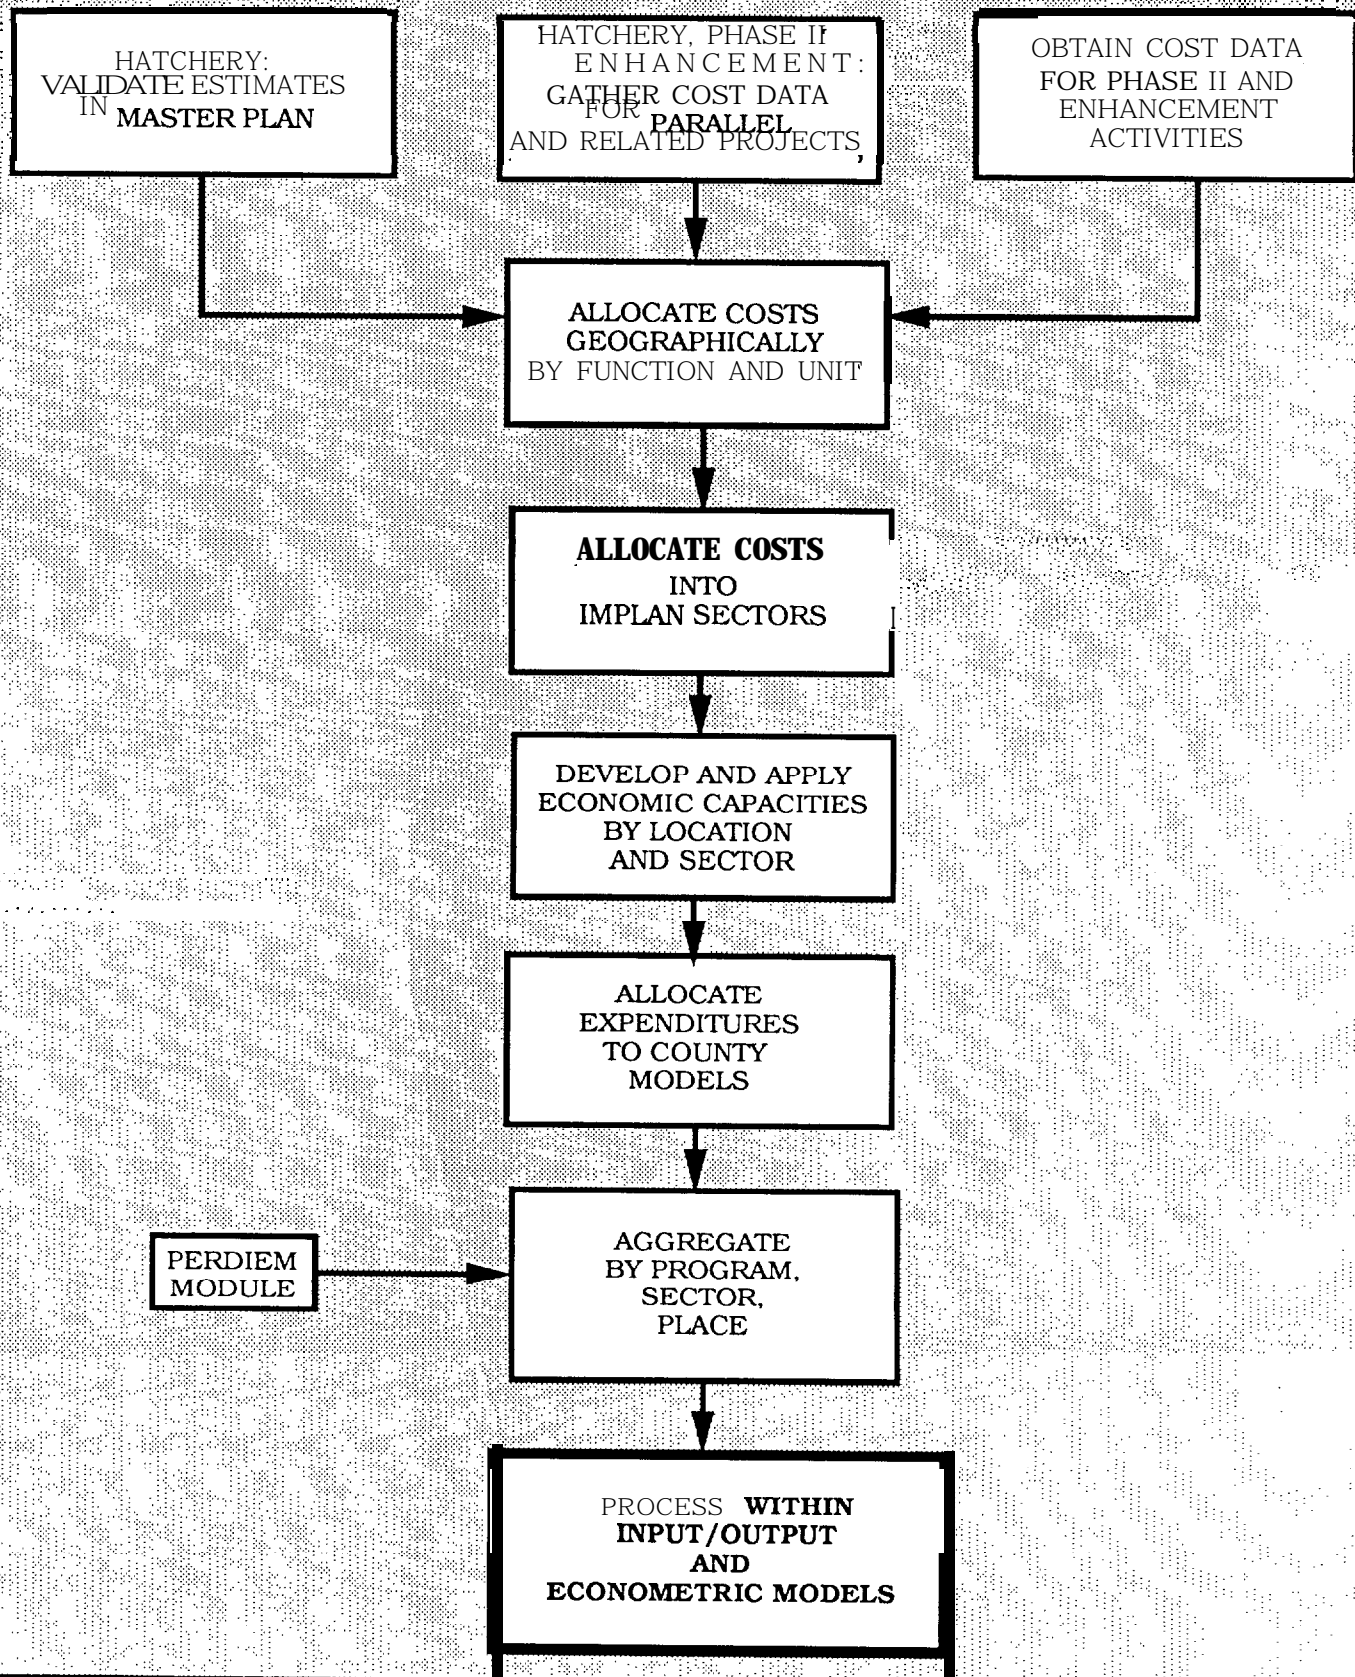 HATCHERY:
VALIDATE ESTIMATES
IN MASTER PLAN
HATCHERY, PHASE II
ENHANCEMENT:
GATHER COST DATA
FOR PARALLEL
AND RELATED PROJECTS
OBTAIN COST DATA
FOR PHASE II AND
ENHANCEMENT
ACTIVITIES
ALLOCATE COSTS
GEOGRAPHICALLY
BY FUNCTION AND UNIT
ALLOCATE COSTS
INTO
IMPLAN SECTORS
DEVELOP AND APPLY
ECONOMIC CAPACITIES
BY LOCATION
AND SECTOR
ALLOCATE
EXPENDITURES
TO COUNTY
MODELS
PERDIEM
MODULE
AGGREGATE
BY PROGRAM,
SECTOR,
PLACE
PROCESS WITHIN
INPUT/OUTPUT
AND
ECONOMETRIC MODELS